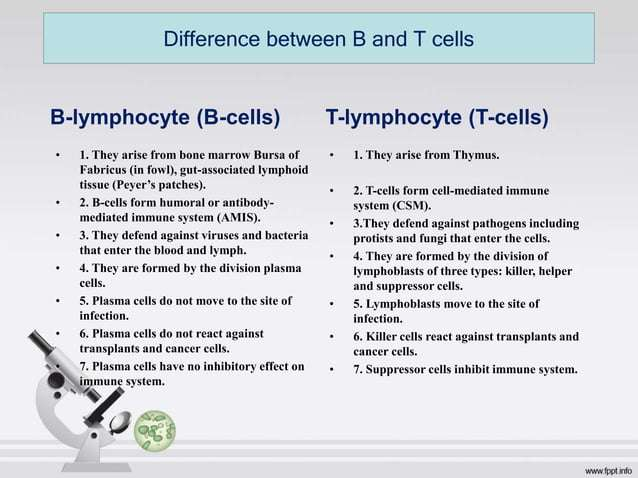 Difference between B and T cells
B-lymphocyte (B-cells)
• 1. They arise from bone marrow Bursa of
Fabricus (in fowl), gut-associated lymphoid
tissue (Peyer's patches).
• 2. B-cells form humoral or antibody-
mediated immune system (AMIS).
• 3. They defend against viruses and bacteria
that enter the blood and lymph.
• 4. They are formed by the division plasma
cells.
• 5. Plasma cells do not move to the site of
infection.
• 6. Plasma cells do not react against
transplants and cancer cells.
• 7. Plasma cells have no inhibitory effect on
immune system.
T-lymphocyte (T-cells)
• 1. They arise from Thymus.
• 2. T-cells form cell-mediated immune
system (CSM).
• 3.They defend against pathogens including
protists and fungi that enter the cells.
• 4. They are formed by the division of
lymphoblasts of three types: killer, helper
and suppressor cells.
• 5. Lymphoblasts move to the site of
infection.
• 6. Killer cells react against transplants and
cancer cells.
• 7. Suppressor cells inhibit immune system.
www.fppt.info